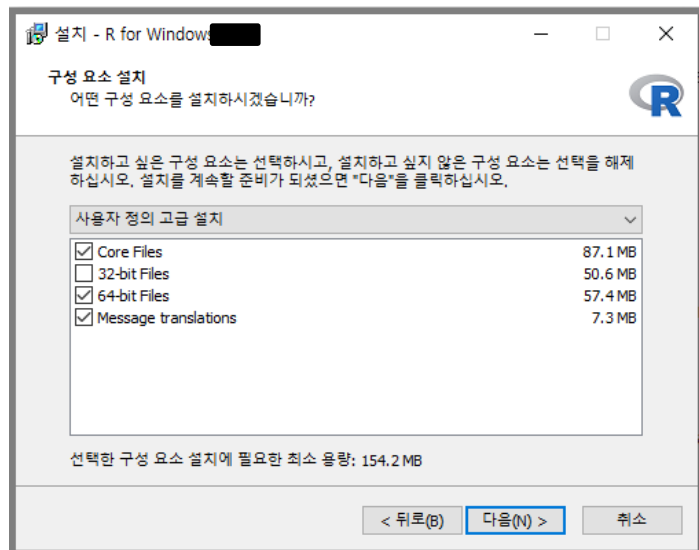 설치 - R for Windows
구성 요소 설치
어떤 구성 요소를 설치하시겠습니까?
R
설치하고 싶은 구성 요소는 선택하시고, 설치하고 싶지 않은 구성 요소는 선택을 해제
하십시오. 설치를 계속할 준비가 되셨으면 "다음"을 클릭하십시오.
사용자 정의 고급 설치
Core Files 87.1 MB
32-bit Files 50.6 MB
64-bit Files 57.4 MB
Message translations 7.3 MB
선택한 구성 요소 설치에 필요한 최소 용량: 154.2 MB
< 뒤로(B) 다음(N) > 취소